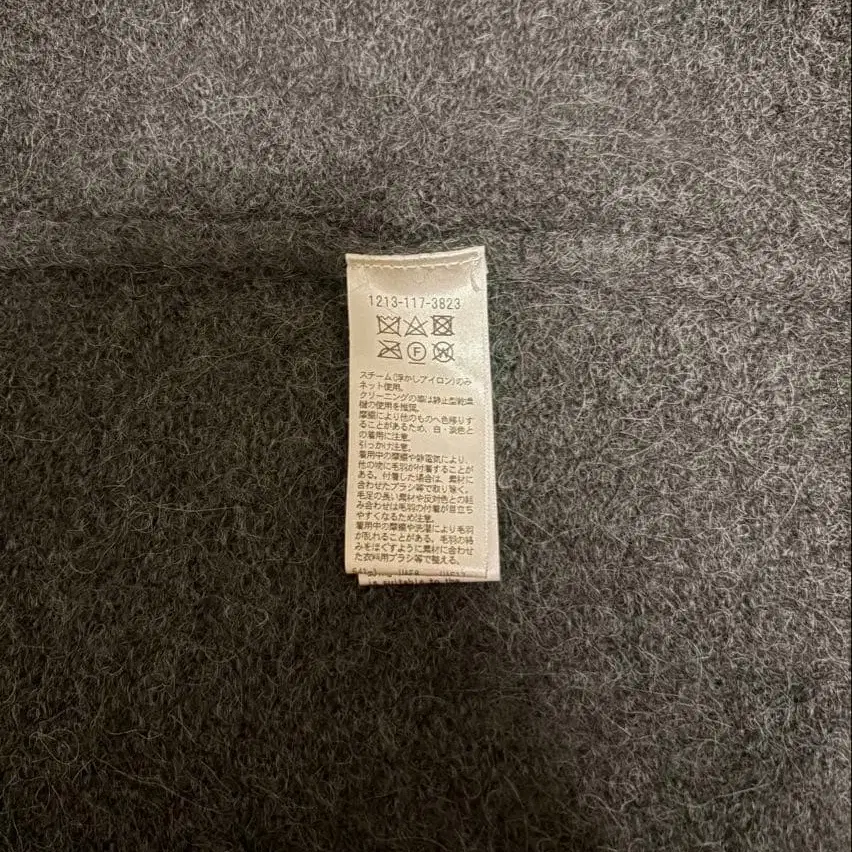 1213-117-3823
F W
スチーム(浮かしアイロン)のみ
ネット使用。
クリーニングの際は静止型乾燥
機の使用を推奨。
摩擦により他のものへ色移りす
ることがあるため、白・淡色と
の着用に注意。
引っかけ注意。
着用中の摩擦や静電気により、
他の物に毛羽が付着することが
ある。付着した場合は、素材に
合わせたブラシ等で取り除く。
毛足の長い素材や反対色との組
み合わせは毛羽の付着が目立ち
やすくなるため注意。
着用中の摩擦や洗濯により毛羽
が乱れることがある。毛羽の絡
みをほぐすように素材に合わせ
た衣料用ブラシ等で整える。
is suitable to the